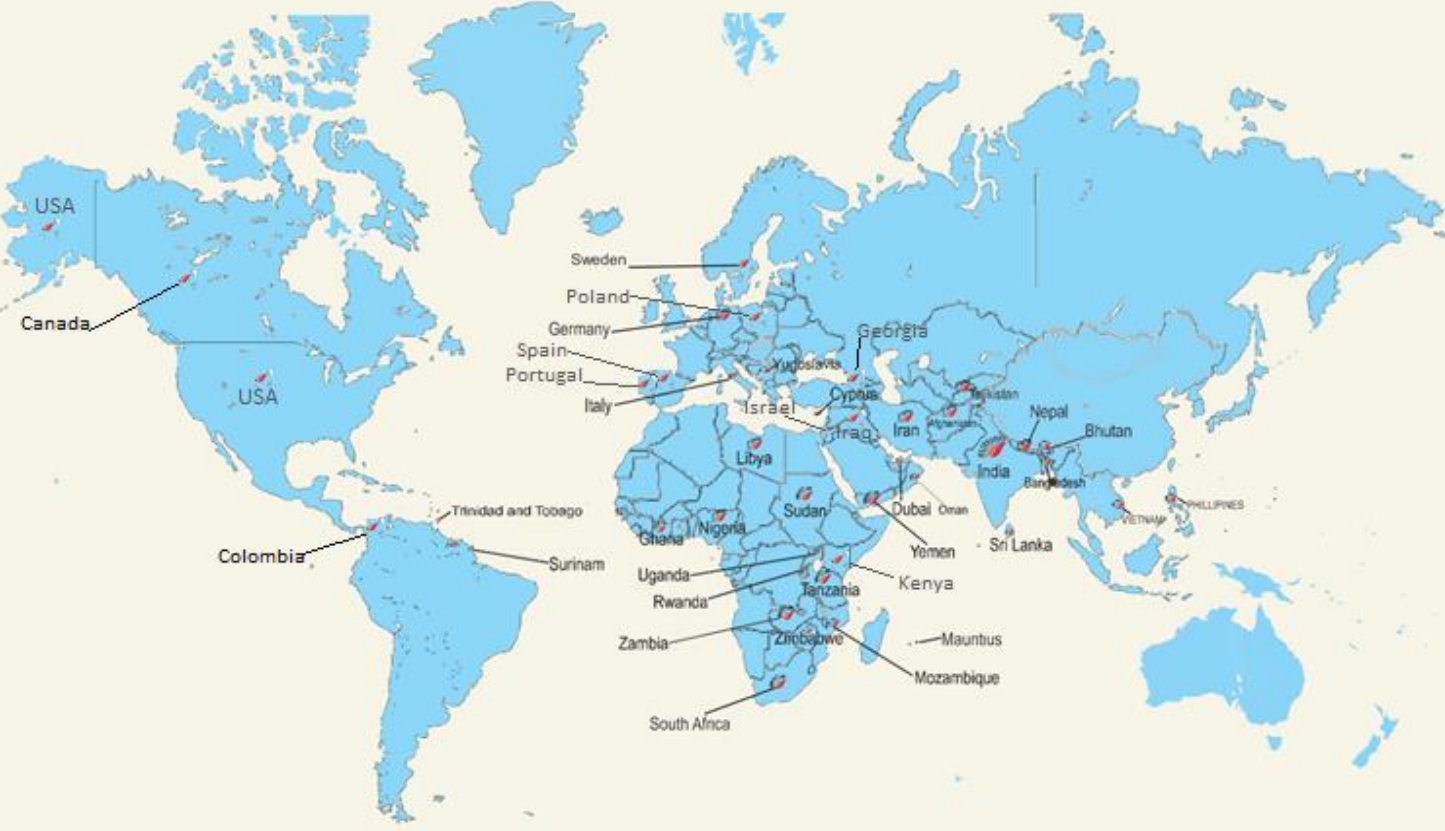 USA
Sweden
Poland
Canada
Germany
Georgia
Spain
Yugoslavia
Portugal
USA
Tajikistan
Cyprus
Italy
Israel
Nepal
Afghanistan
Iran
Iraq
Bhutan
Libya
India
Bangladesh
PHILLIPINES
Trinidad and Tobago
Sudan
Dubai
Oman
VIETNAM
Nigeria
Ghana
Sri Lanka
Yemen
Colombia
Surinam
Uganda
Kenya
Tanzania
Rwanda
Zimbabwe
Mauritius
Zambia
Mozambique
South Africa